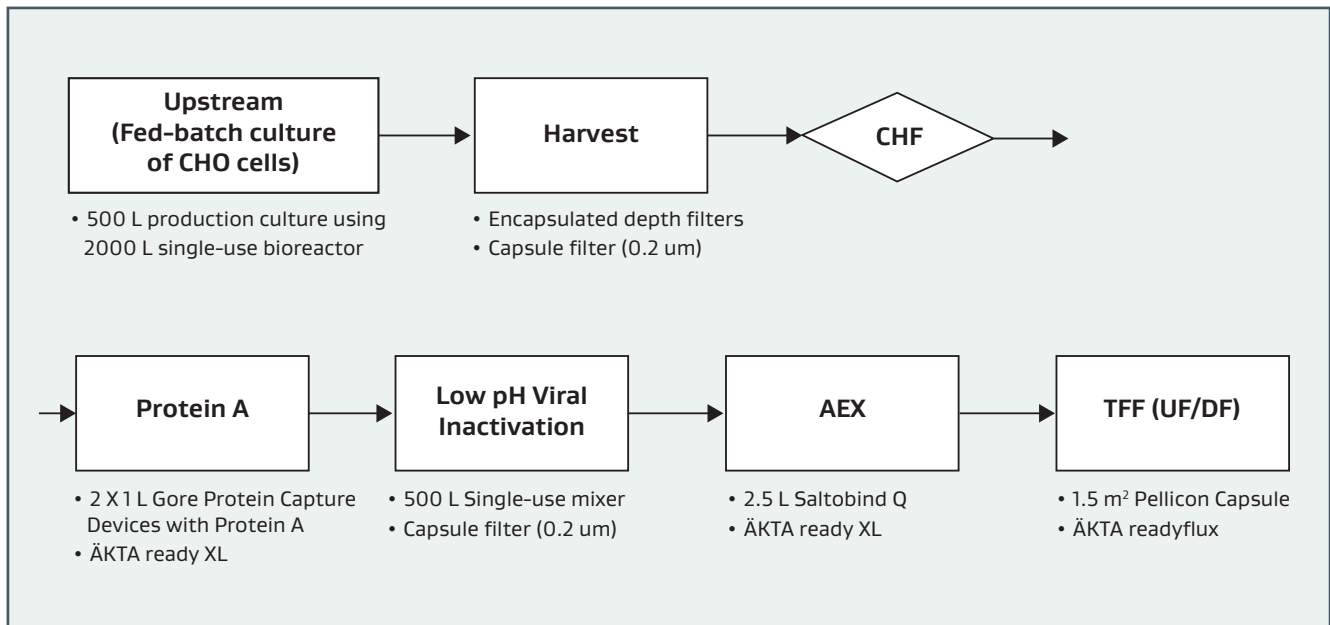 Upstream
(Fed-batch culture
of CHO cells)
Harvest
CHF
• 500 L production culture using
2000 L single-use bioreactor
• Encapsulated depth filters
• Capsule filter (0.2 um)
Protein A
Low pH Viral
Inactivation
AEX
TFF (UF/DF)
• 2 X 1 L Gore Protein Capture
Devices with Protein A
• ÄKTA ready XL
• 500 L Single-use mixer
• Capsule filter (0.2 um)
• 2.5 L Saltobind Q
• ÄKTA ready XL
• 1.5 m² Pellicon Capsule
• ÄKTA readyflux